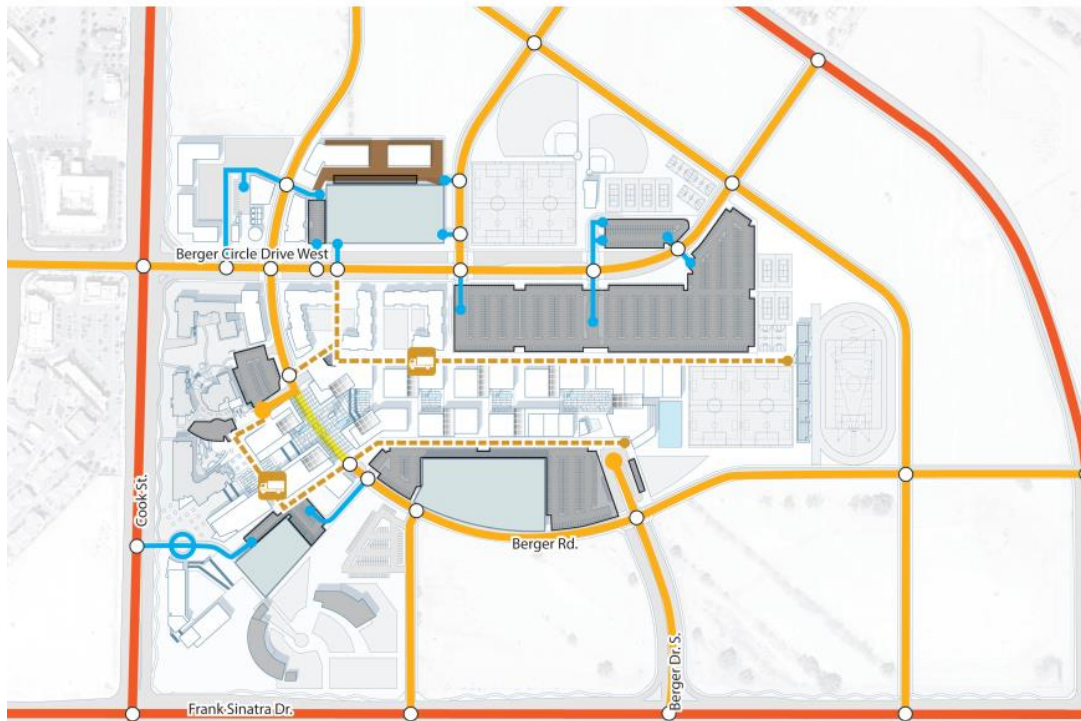 Berger Circle Drive West
Cook St.
Berger Rd.
Berger Dr. S.
Frank Sinatra Dr.